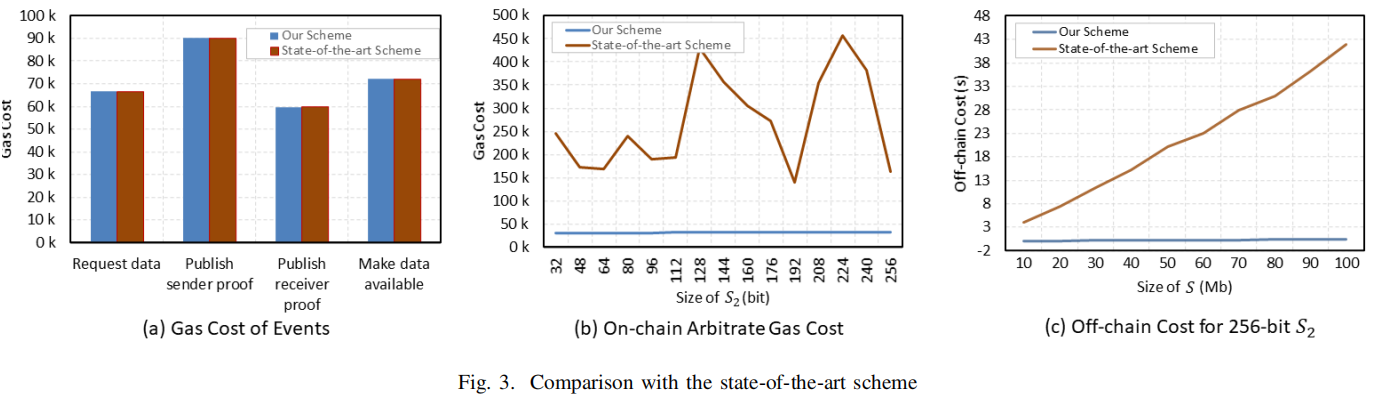 100 k
90 k
80 k
70 k
60 k
50 k
40 k
30 k
20 k
10 k
0 k
Gas Cost
Our Scheme
State-of-the-art Scheme
Request data
Publish
sender proof
Publish
receiver
proof
Make data
available
(a) Gas Cost of Events
500 k
450 k
400 k
350 k
300 k
250 k
200 k
150 k
100 k
50 k
0 k
Gas Cost
Our Scheme
State-of-the-art Scheme
32 48 64 80 96 112 128 144 160 176 192 208 224 240 256
Size of S₂ (bit)
(b) On-chain Arbitrate Gas Cost
48
43
38
33
28
23
18
13
8
3
-2
Off-chain Cost (s)
Our Scheme
State-of-the-art Scheme
10 20 30 40 50 60 70 80 90 100
Size of S (Mb)
(c) Off-chain Cost for 256-bit S₂
Fig. 3. Comparison with the state-of-the-art scheme